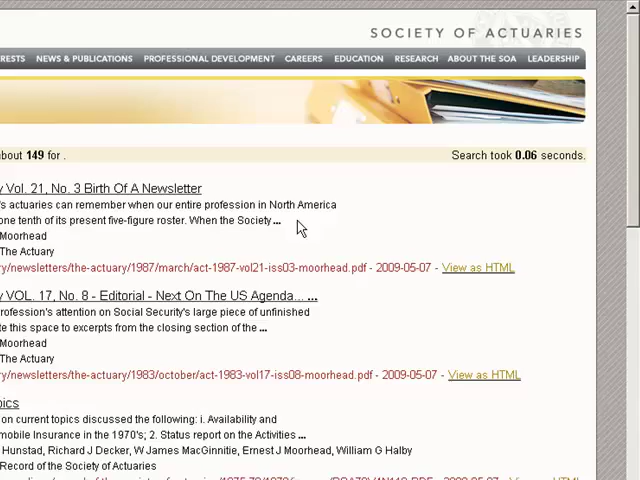 SOCIETY OF ACTUARIES
RESTS NEWS & PUBLICATIONS PROFESSIONAL DEVELOPMENT CAREERS EDUCATION RESEARCH ABOUT THE SOA LEADERSHIP
bout 149 for . Search took 0.06 seconds.
y Vol. 21, No. 3 Birth Of A Newsletter
's actuaries can remember when our entire profession in North America
one tenth of its present five-figure roster. When the Society ...
Moorhead
The Actuary
ry/newsletters/the-actuary/1987/march/act-1987-vol21-iss03-moorhead.pdf - 2009-05-07 - View as HTML
y VOL. 17, No. 8 - Editorial - Next On The US Agenda... ...
rofession's attention on Social Security's large piece of unfinished
te this space to excerpts from the closing section of the ...
Moorhead
The Actuary
ry/newsletters/the-actuary/1983/october/act-1983-vol17-iss08-moorhead.pdf - 2009-05-07 - View as HTML
pics
on current topics discussed the following: i. Availability and
mobile Insurance in the 1970's; 2. Status report on the Activities ...
Hunstad, Richard J Decker, W James MacGinnitie, Ernest J Moorhead, William G Halby
Record of the Society of Actuaries